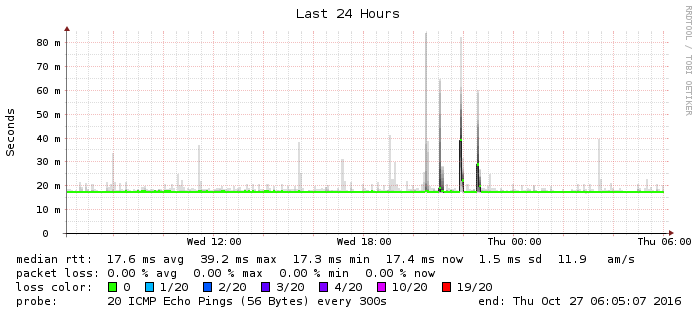 Last 24 Hours
RRDTOOL / TOBI OETIKER
Seconds
80 m
70 m
60 m
50 m
40 m
30 m
20 m
10 m
0
Wed 12:00 Wed 18:00 Thu 00:00 Thu 06:00
median rtt: 17.6 ms avg 39.2 ms max 17.3 ms min 17.4 ms now 1.5 ms sd 11.9 am/s
packet loss: 0.00 % avg 0.00 % max 0.00 % min 0.00 % now
loss color: 0 1/20 2/20 3/20 4/20 10/20 19/20
probe: 20 ICMP Echo Pings (56 Bytes) every 300s end: Thu Oct 27 06:05:07 2016